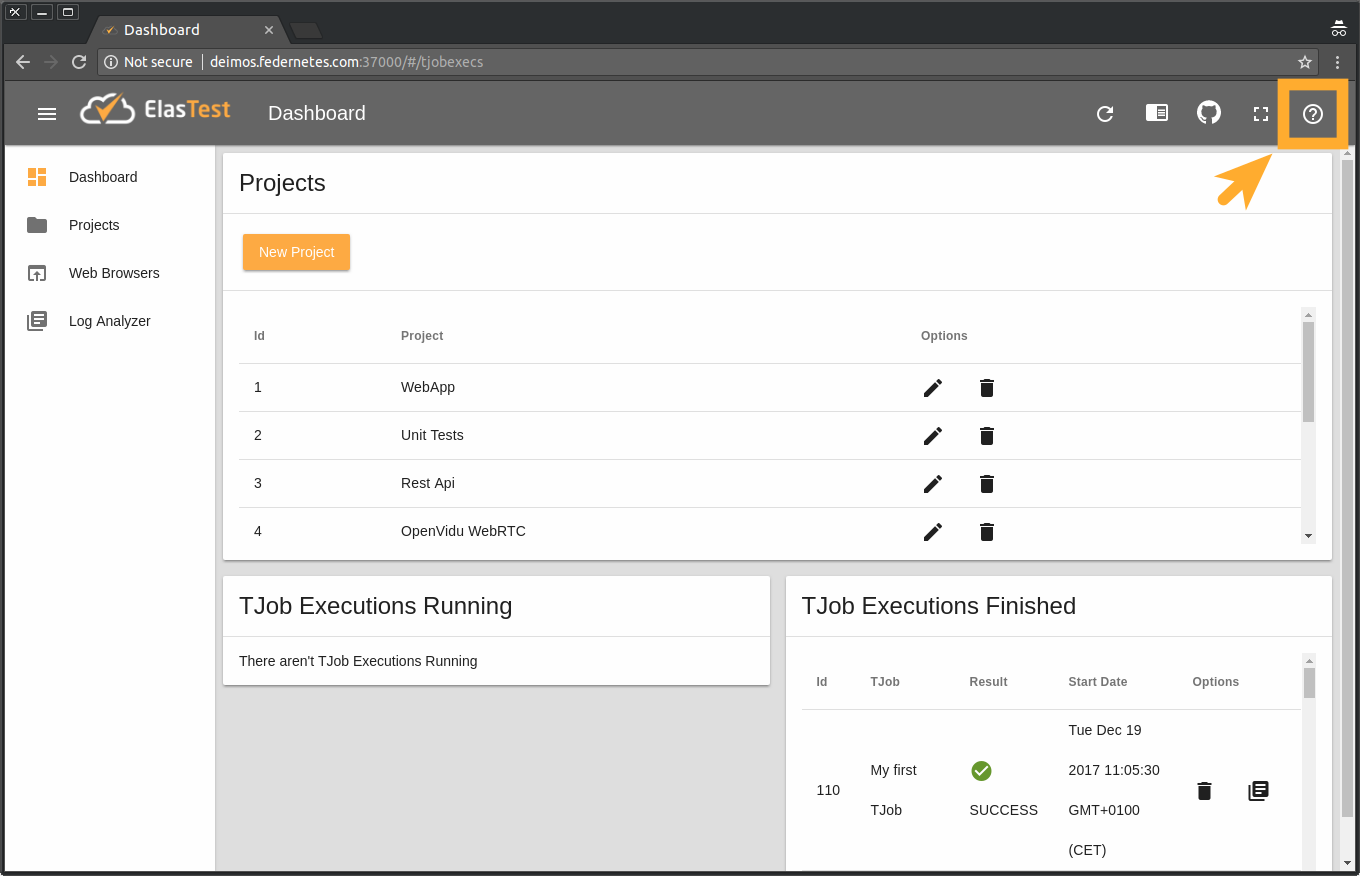 Dashboard
Not secure
deimos.federnetes.com:37000/#/tjobexecs
ElasTest
Dashboard
Dashboard
Projects
Web Browsers
Log Analyzer
Projects
New Project
Id Project Options
1 WebApp
2 Unit Tests
3 Rest Api
4 OpenVidu WebRTC
TJob Executions Running
There aren't TJob Executions Running
TJob Executions Finished
Id TJob Result Start Date Options
Tue Dec 19
My first 2017 11:05:30
110
TJob SUCCESS GMT+0100
(CET)